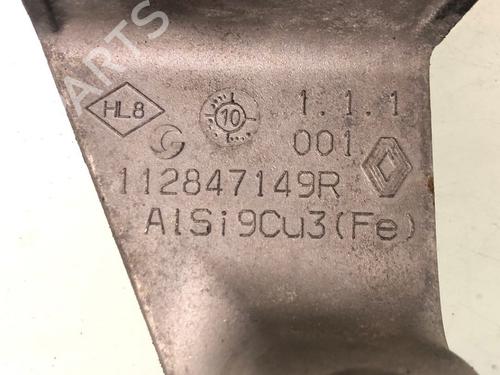 ARTS
HL8 10 1.1.1
001
112847149R
AlSi9Cu3(Fe)